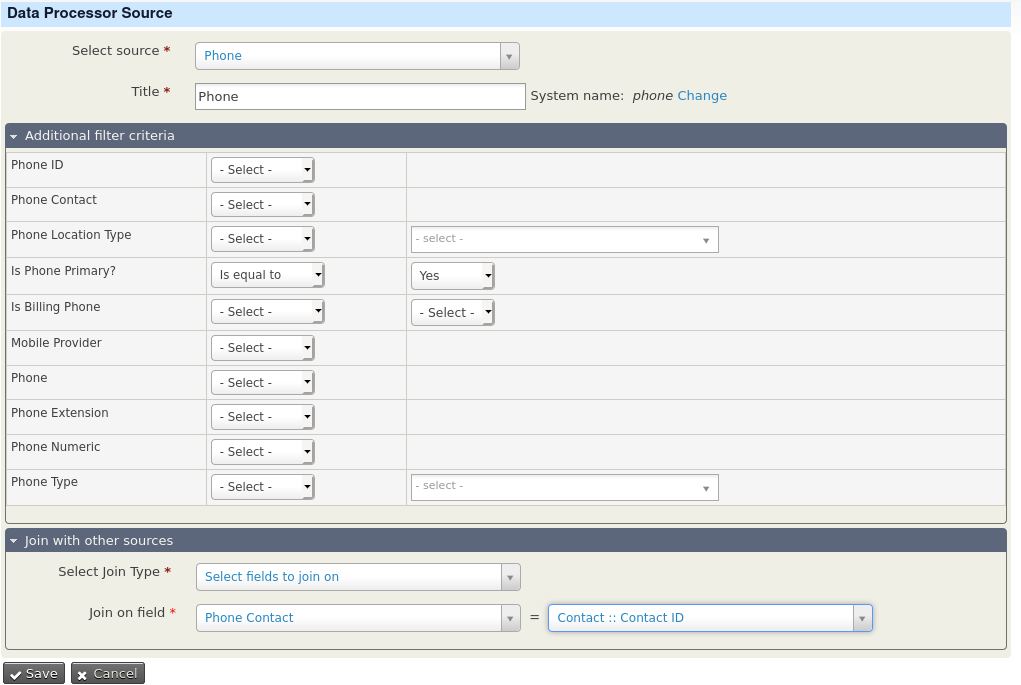 Data Processor Source
Select source * Phone
Title * Phone System name: phone Change
Additional filter criteria
Phone ID - Select -
Phone Contact - Select -
Phone Location Type - Select - - select -
Is Phone Primary? Is equal to Yes
Is Billing Phone - Select - - Select -
Mobile Provider - Select -
Phone - Select -
Phone Extension - Select -
Phone Numeric - Select -
Phone Type - Select - - select -
Join with other sources
Select Join Type * Select fields to join on
Join on field * Phone Contact = Contact :: Contact ID
Save Cancel